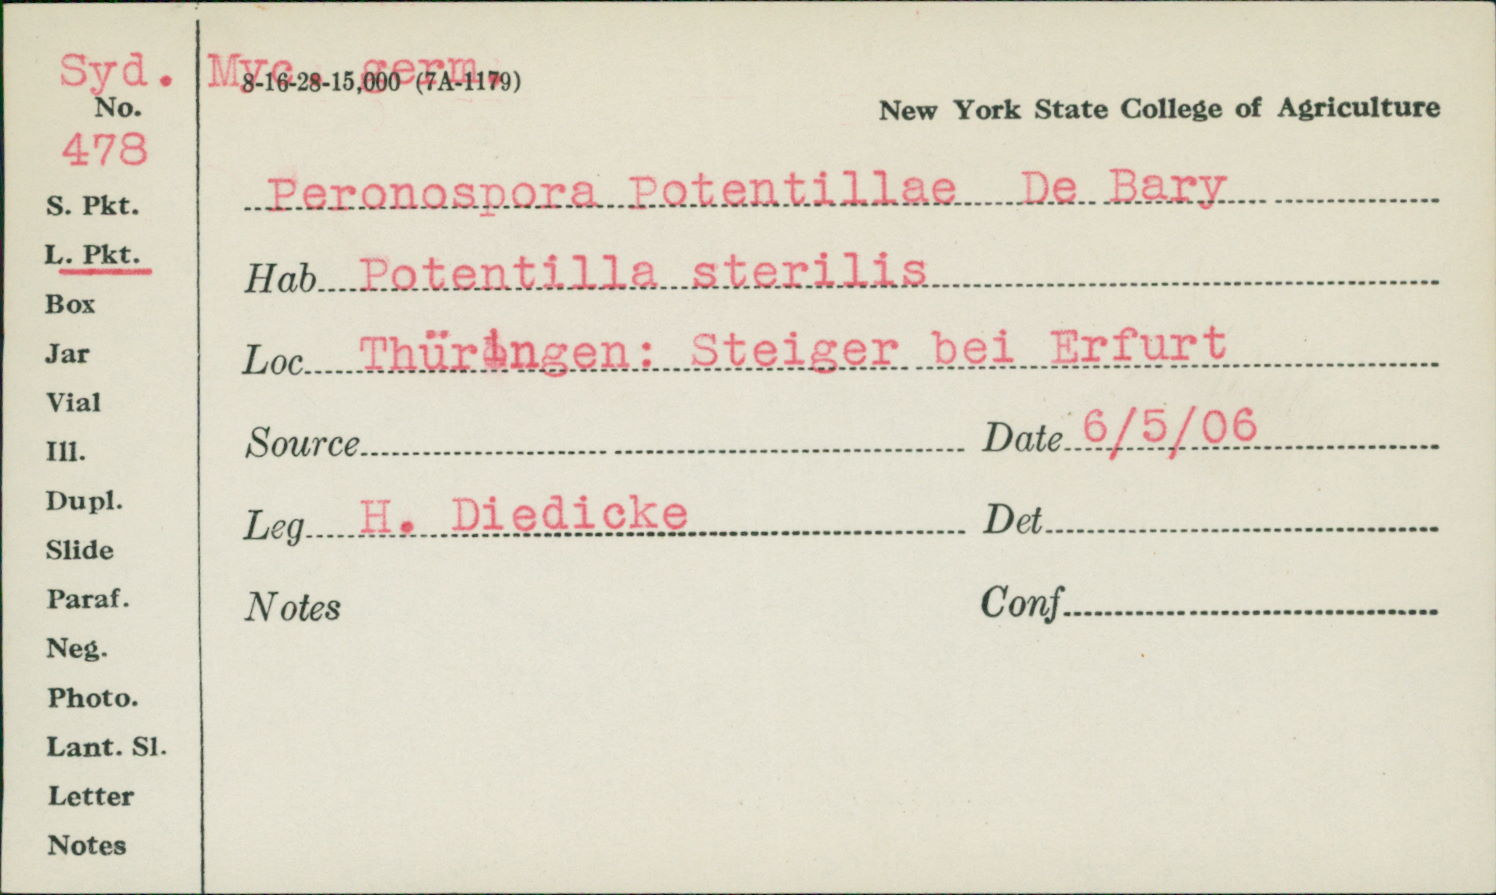 Syd. Myc. germ.
8-16-28-15,000 (7A-1179)
No.
New York State College of Agriculture
478
Peronospora Potentillae De Bary
S. Pkt.
L. Pkt.
Hab Potentilla sterilis
Box
Jar
Loc Thüringen: Steiger bei Erfurt
Vial
Ill.
Source Date 6/5/06
Dupl.
Leg H. Diedicke Det
Slide
Paraf.
Notes Conf
Neg.
Photo.
Lant. Sl.
Letter
Notes